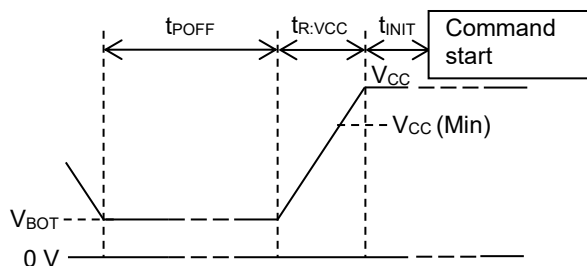 tPOFF
tR:VCC
tINIT
Command
start
VCC
VCC (Min)
VBOT
0 V